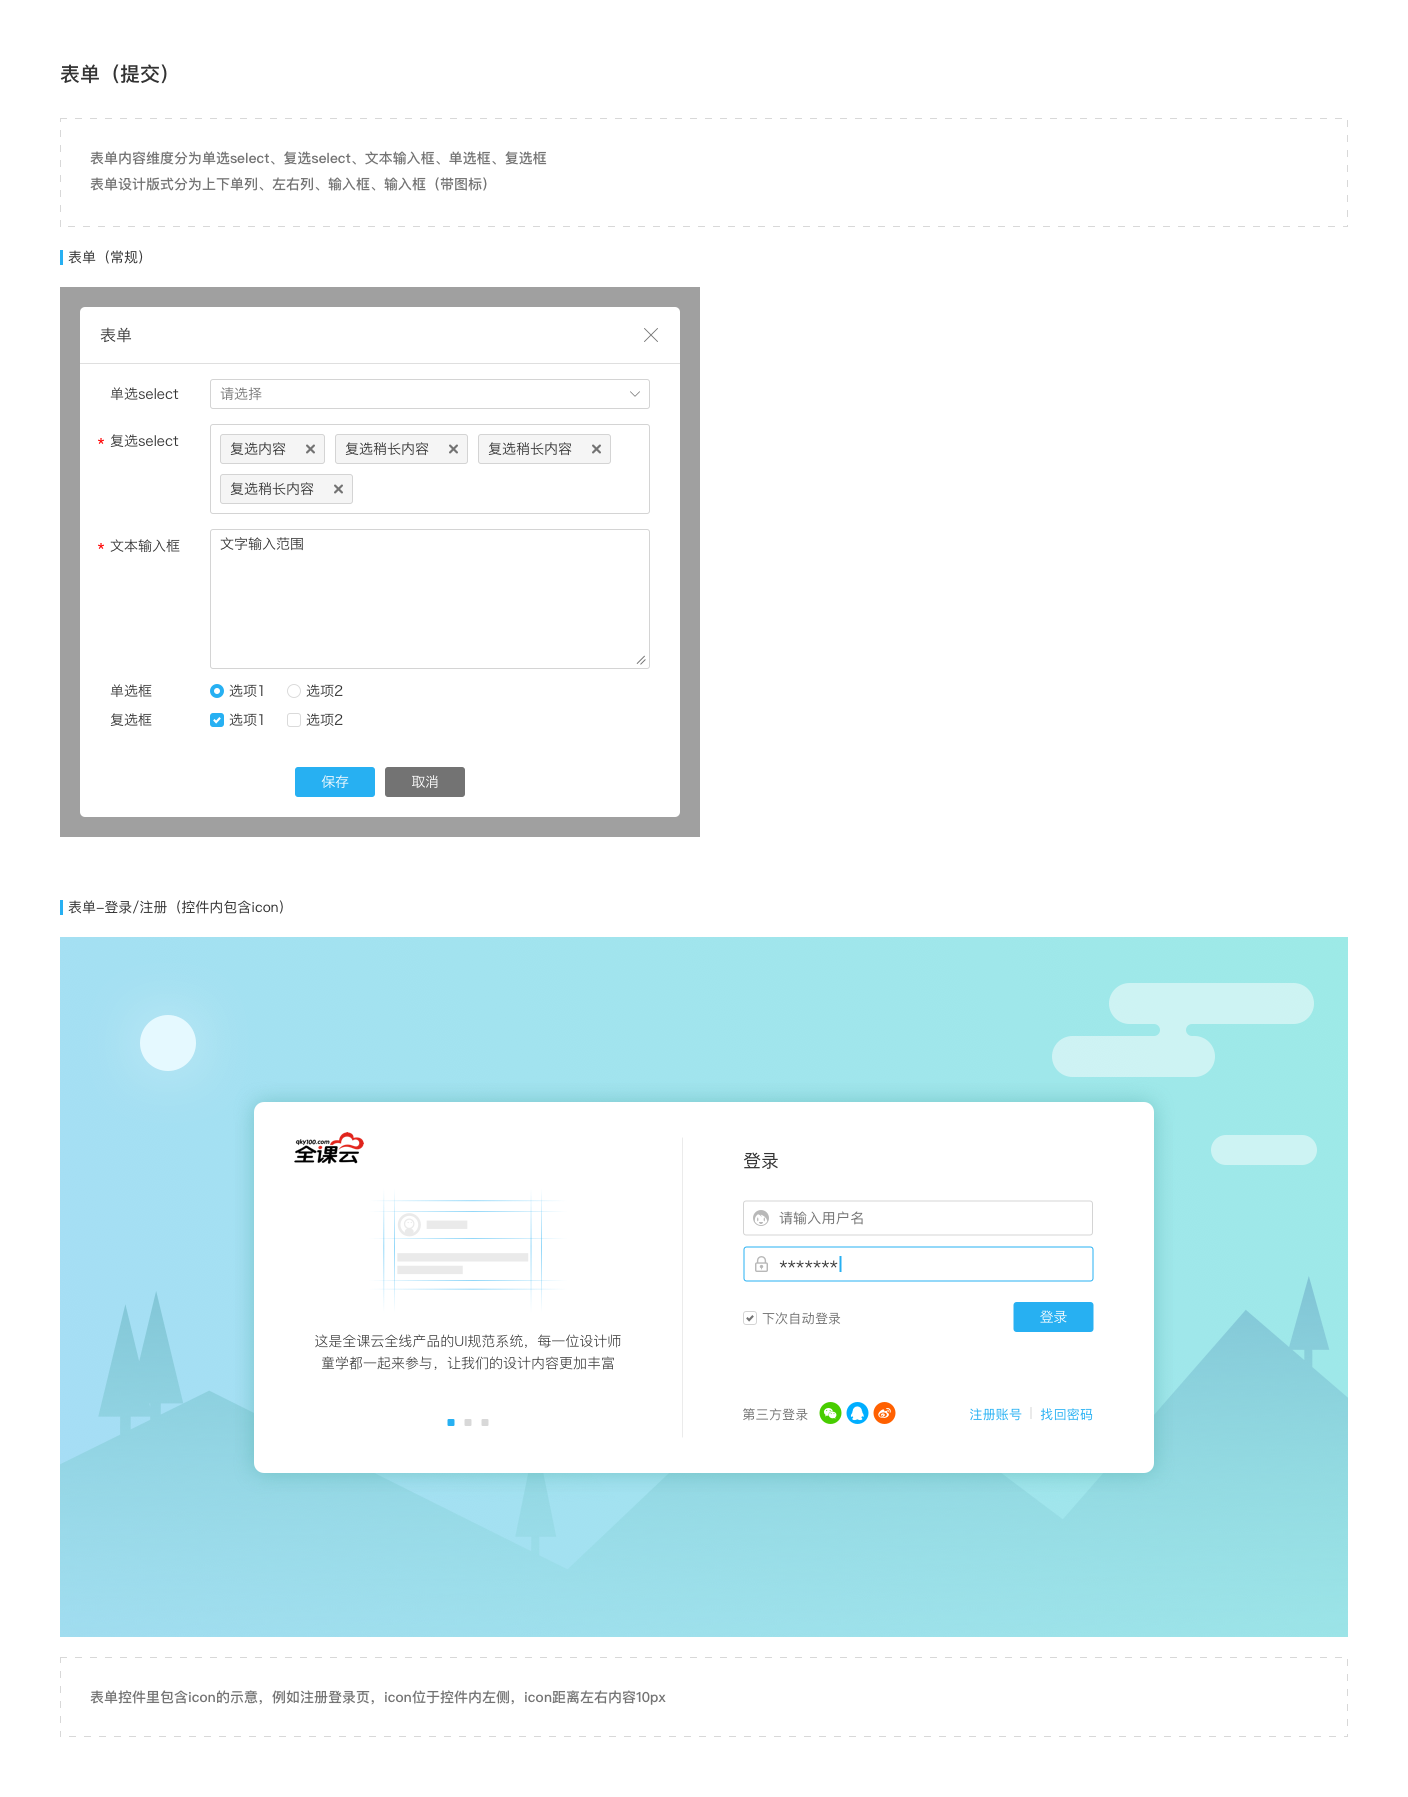 表单（提交）
表单内容维度分为单选select、复选select、文本输入框、单选框、复选框
表单设计版式分为上下单列、左右列、输入框、输入框（带图标）
表单（常规）
表单
单选select 请选择
* 复选select 复选内容 复选稍长内容 复选稍长内容
复选稍长内容
* 文本输入框 文字输入范围
单选框 选项1 选项2
复选框 选项1 选项2
保存 取消
表单-登录/注册（控件内包含icon）
qky100.com
全课云
这是全课云全线产品的UI规范系统，每一位设计师
童学都一起来参与，让我们的设计内容更加丰富
登录
请输入用户名
*******
下次自动登录 登录
第三方登录 注册账号 | 找回密码
表单控件里包含icon的示意，例如注册登录页，icon位于控件内左侧，icon距离左右内容10px